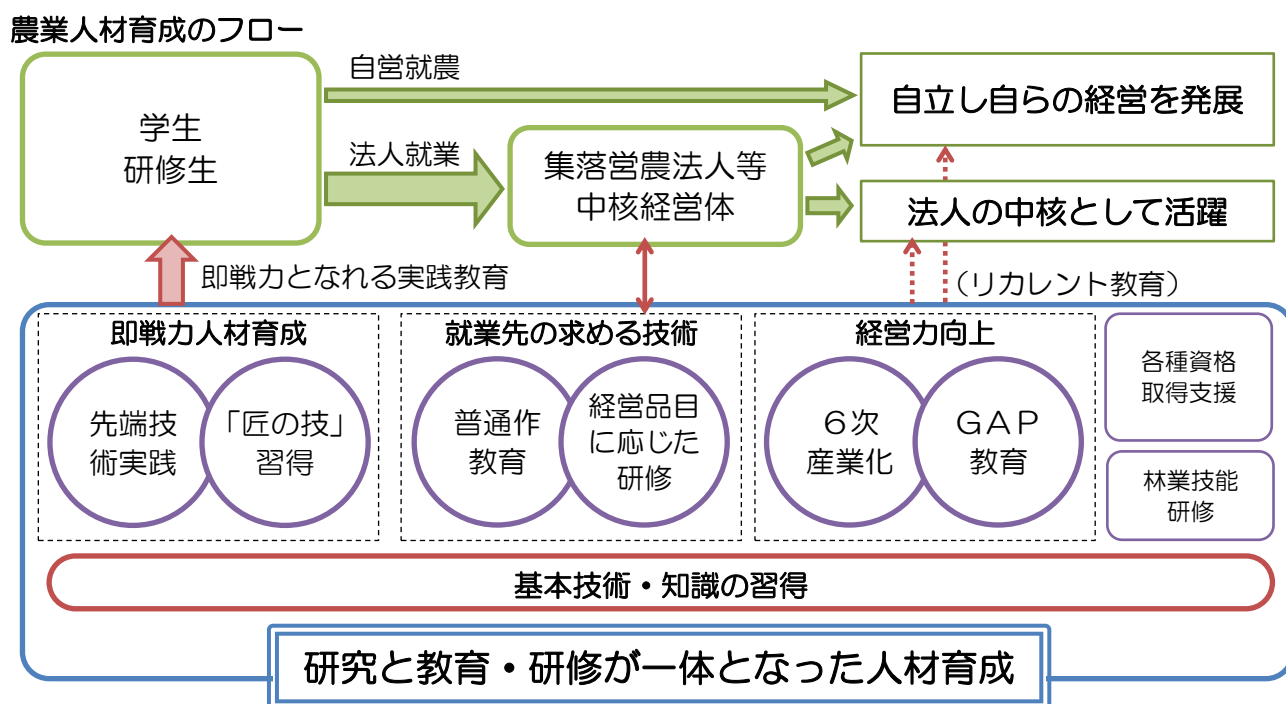 農業人材育成のフロー
学生
研修生
自営就農
法人就業
集落営農法人等
中核経営体
自立し自らの経営を発展
法人の中核として活躍
即戦力となれる実践教育
（リカレント教育）
即戦力人材育成
先端技
術実践
「匠の技」
習得
就業先の求める技術
普通作
教育
経営品目
に応じた
研修
経営力向上
６次
産業化
ＧＡＰ
教育
各種資格
取得支援
林業技能
研修
基本技術・知識の習得
研究と教育・研修が一体となった人材育成